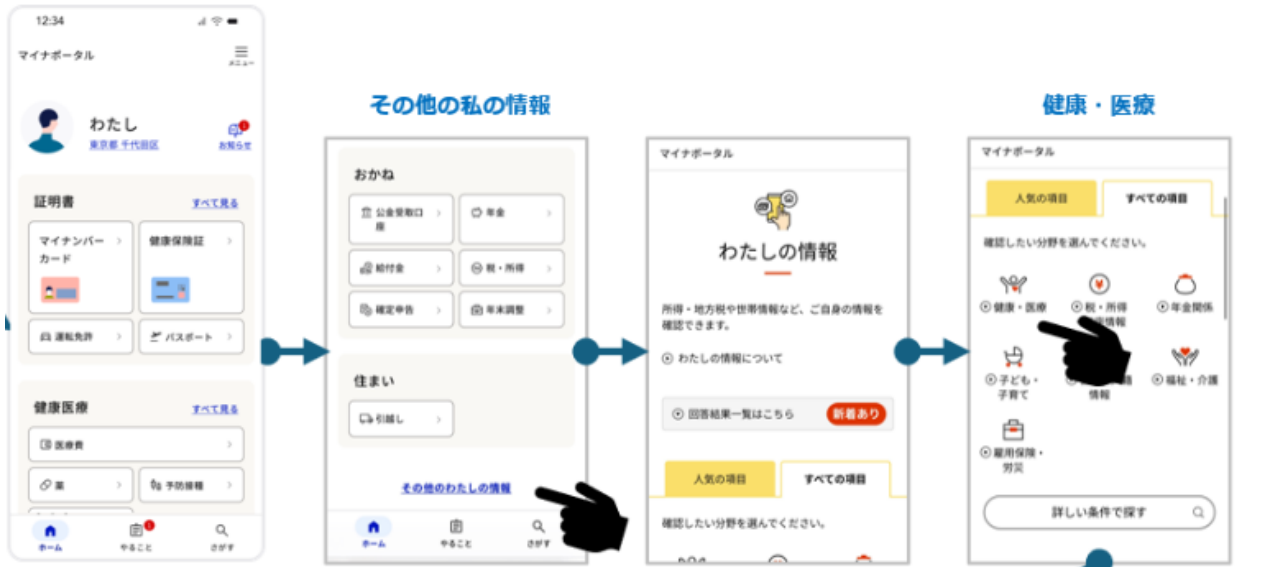 12:34
マイナポータル
メニュー
わたし
東京都 千代田区
お知らせ
証明書
すべて見る
マイナンバー
カード
健康保険証
運転免許
パスポート
健康医療
すべて見る
医療費
薬
予防接種
ホーム
やること
さがす
その他の私の情報
おかね
公金受取口
座
年金
給付金
税・所得
確定申告
年末調整
住まい
引越し
その他のわたしの情報
ホーム
やること
さがす
マイナポータル
わたしの情報
所得・地方税や世帯情報など、ご自身の情報を
確認できます。
わたしの情報について
回答結果一覧はこちら
新着あり
人気の項目
すべての項目
確認したい分野を選んでください。
健康・医療
マイナポータル
人気の項目
すべての項目
確認したい分野を選んでください。
健康・医療
税・所得
情報
年金関係
子ども・
子育て
情報
福祉・介護
雇用保険・
労災
詳しい条件で探す